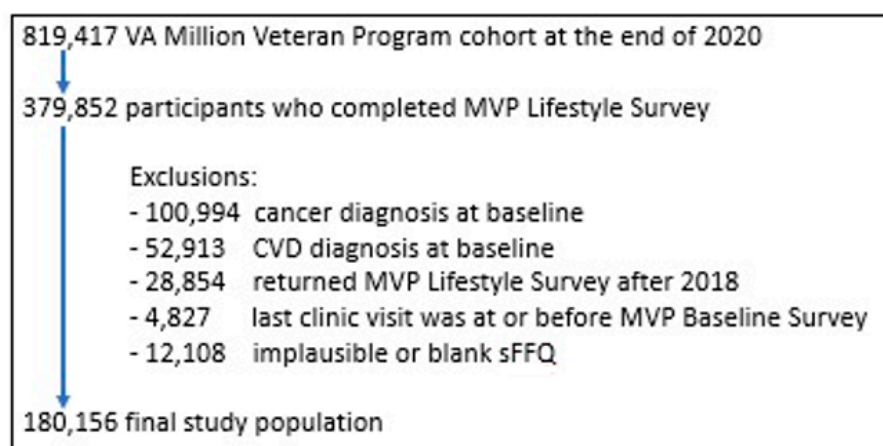 819,417 VA Million Veteran Program cohort at the end of 2020
379,852 participants who completed MVP Lifestyle Survey
Exclusions:
- 100,994 cancer diagnosis at baseline
- 52,913 CVD diagnosis at baseline
- 28,854 returned MVP Lifestyle Survey after 2018
- 4,827 last clinic visit was at or before MVP Baseline Survey
- 12,108 implausible or blank sFFQ
180,156 final study population